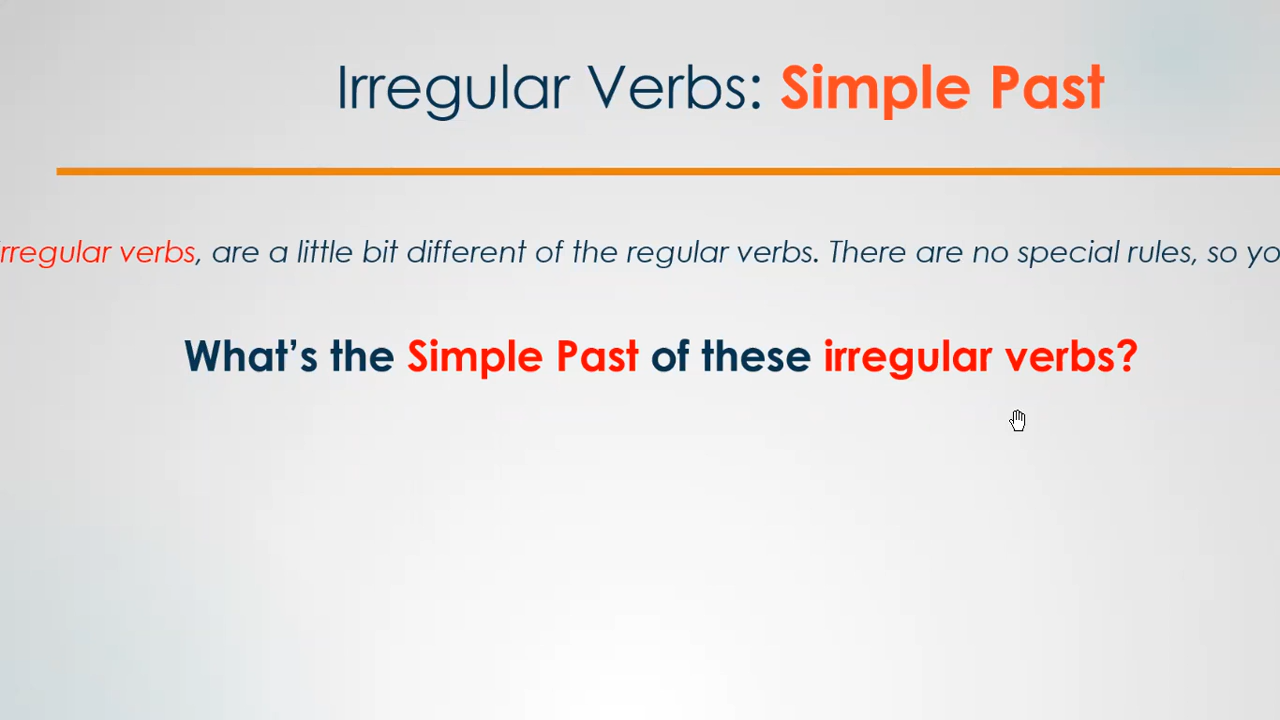 Irregular Verbs: Simple Past
rregular verbs, are a little bit different of the regular verbs. There are no special rules, so yo
What's the Simple Past of these irregular verbs?